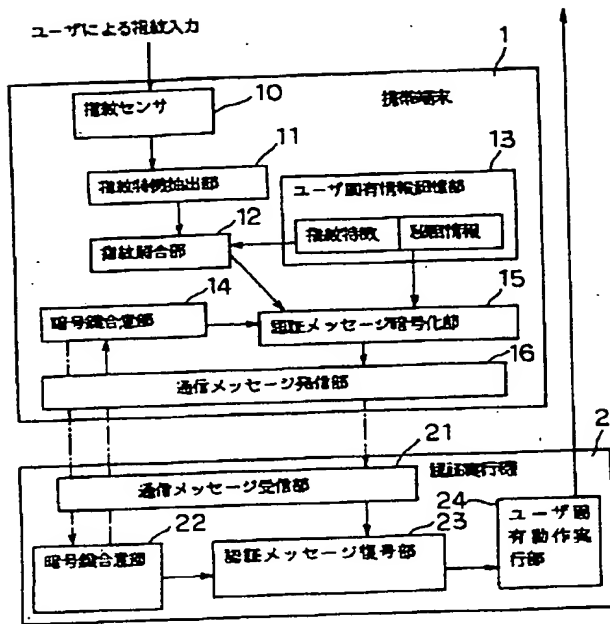 ユーザによる指紋入力
1
携帯端末
指紋センサ
10
11
指紋特徴抽出部
13
ユーザ固有情報記憶部
12
指紋特徴
指紋照合部
14
15
暗号鍵合意部
認証メッセージ暗号化部
16
通信メッセージ発信部
2
認証実行機
21
通信メッセージ受信部
24
22
23
ユーザ固
有動作実
行部
暗号鍵合意部
認証メッセージ復号部